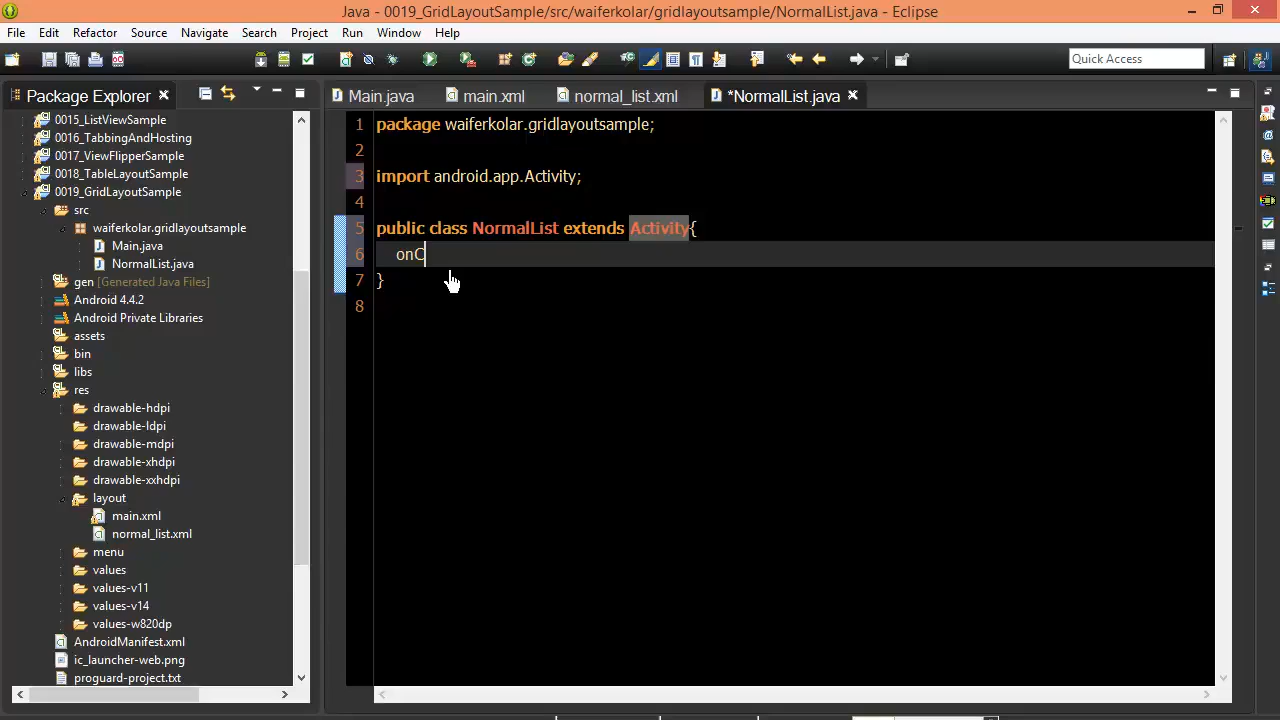 Java - 0019_GridLayoutSample/src/waiferkolar/gridlayoutsample/NormalList.java - Eclipse
File Edit Refactor Source Navigate Search Project Run Window Help
Quick Access
Package Explorer
Main.java main.xml normal_list.xml *NormalList.java
0015_ListViewSample
0016_TabbingAndHosting
0017_ViewFlipperSample
0018_TableLayoutSample
0019_GridLayoutSample
src
waiferkolar.gridlayoutsample
Main.java
NormalList.java
gen [Generated Java Files]
Android 4.4.2
Android Private Libraries
assets
bin
libs
res
drawable-hdpi
drawable-ldpi
drawable-mdpi
drawable-xhdpi
drawable-xxhdpi
layout
main.xml
normal_list.xml
menu
values
values-v11
values-v14
values-w820dp
AndroidManifest.xml
ic_launcher-web.png
proguard-project.txt
1 package waiferkolar.gridlayoutsample;
2
3 import android.app.Activity;
4
5 public class NormalList extends Activity{
6 onC
7 }
8